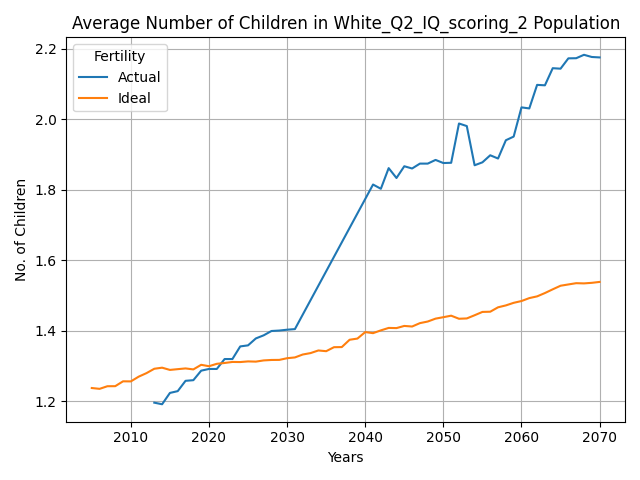 Average Number of Children in White_Q2_IQ_scoring_2 Population
Fertility
Actual
Ideal
No. of Children
2.2
2.0
1.8
1.6
1.4
1.2
2010 2020 2030 2040 2050 2060 2070
Years